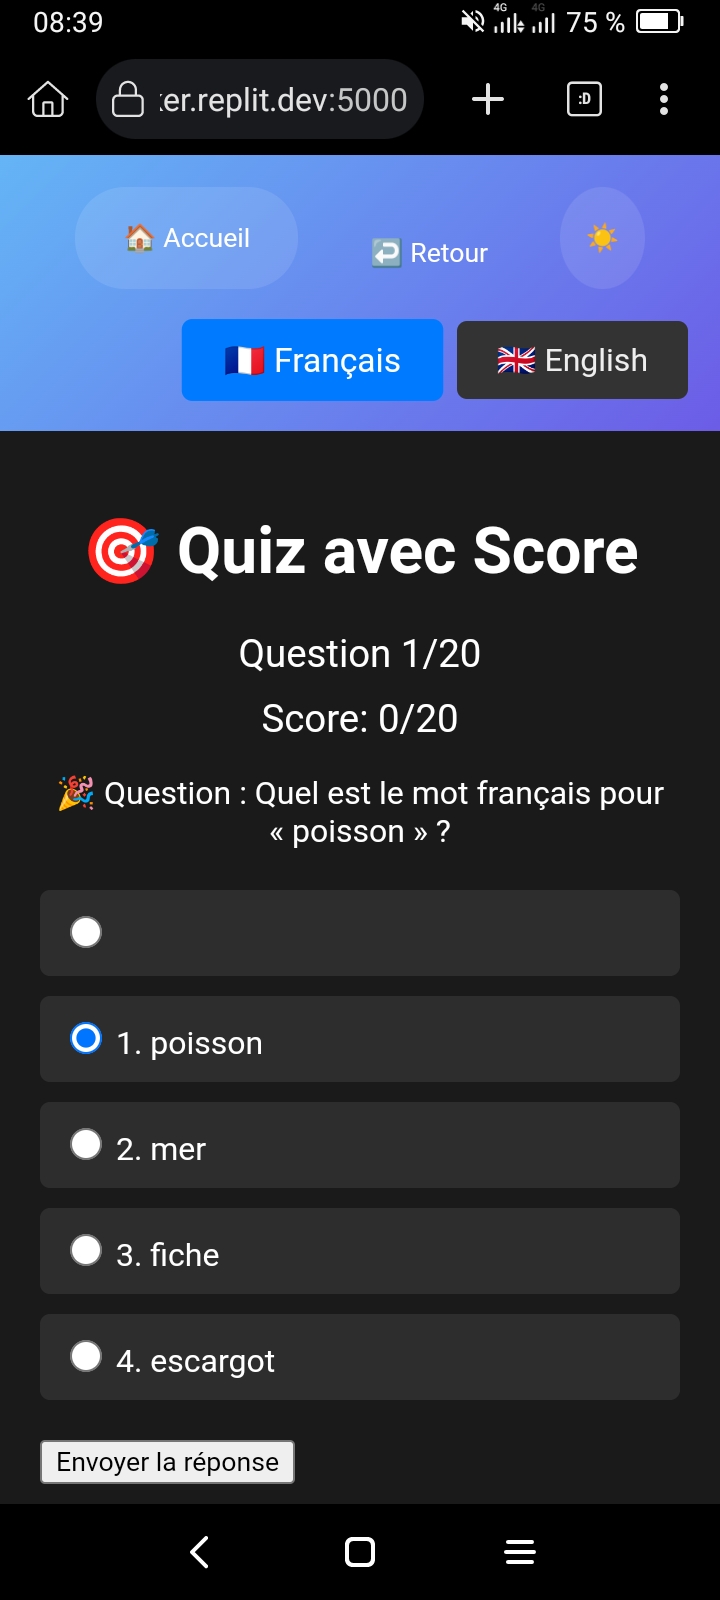 08:39
4G 4G 75 %
ker.replit.dev:5000 :D
🏠 Accueil
↩️ Retour
☀️
🇫🇷 Français
🇬🇧 English
🎯 Quiz avec Score
Question 1/20
Score: 0/20
🎉 Question : Quel est le mot français pour
« poisson » ?
1. poisson
2. mer
3. fiche
4. escargot
Envoyer la réponse